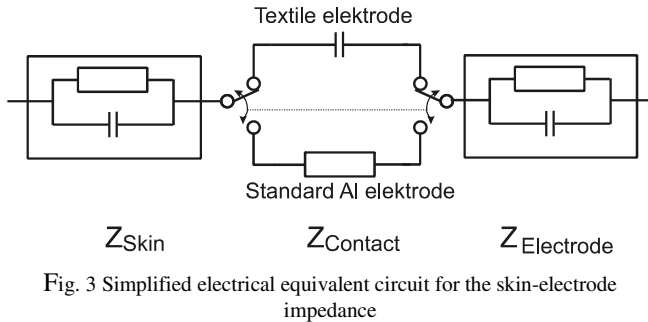 Textile elektrode
Standard Al elektrode
ZSkin ZContact ZElectrode
Fig. 3 Simplified electrical equivalent circuit for the skin-electrode
impedance